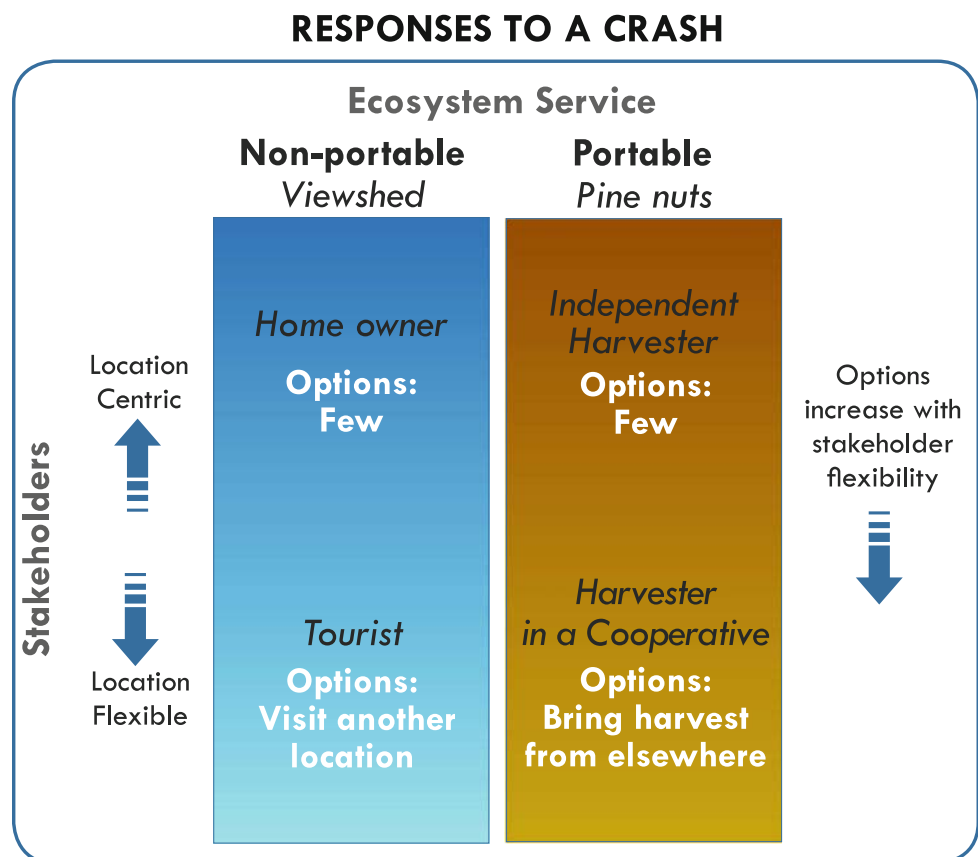 RESPONSES TO A CRASH
Ecosystem Service
Non-portable
Viewshed
Portable
Pine nuts
Stakeholders
Location
Centric
Location
Flexible
Home owner
Options:
Few
Tourist
Options:
Visit another
location
Independent
Harvester
Options:
Few
Harvester
in a Cooperative
Options:
Bring harvest
from elsewhere
Options
increase with
stakeholder
flexibility